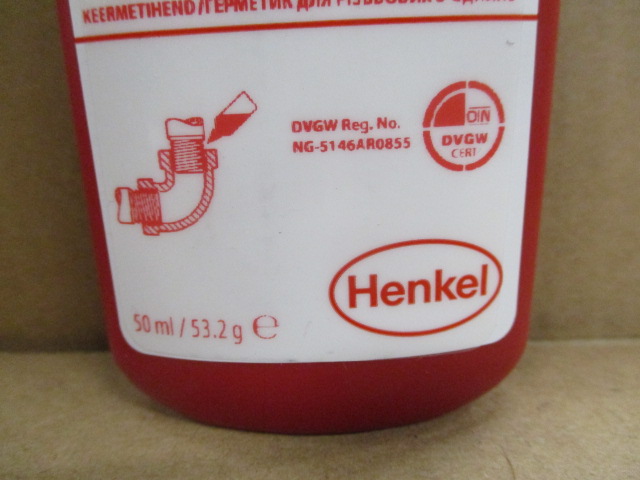 KEERMETIHEND/ГЕРМЕТИК ДЛЯ
DVGW Reg. No.
NG-5146AR0855
DIN
DVGW
CERT
Henkel
50 ml / 53.2 g ℮